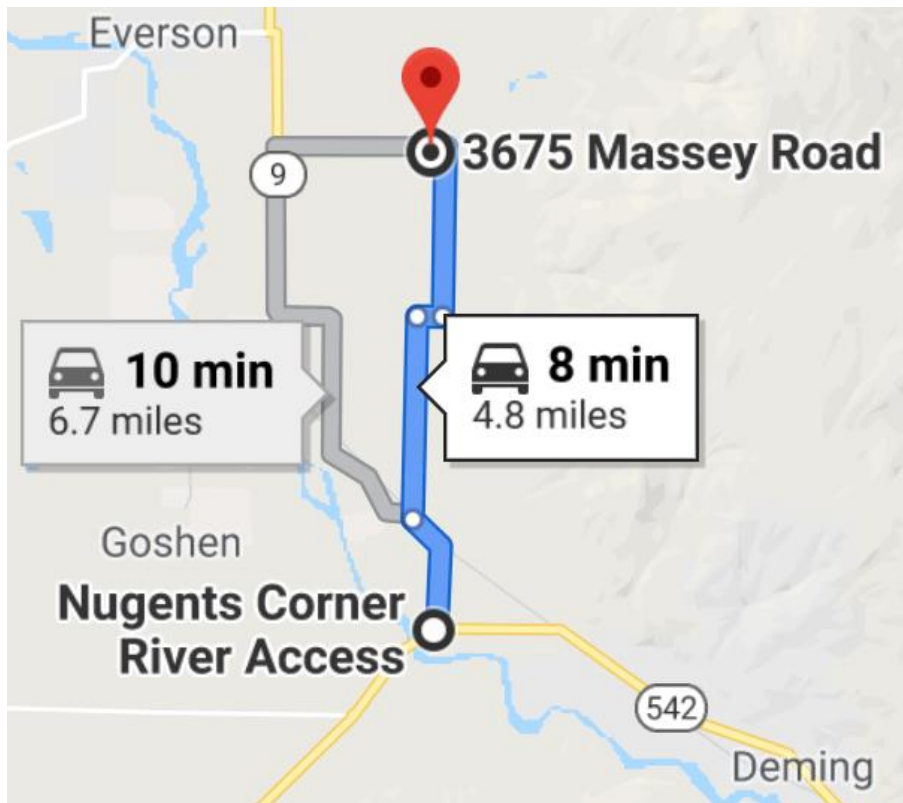 Everson
3675 Massey Road
9
10 min
6.7 miles
8 min
4.8 miles
Goshen
Nugents Corner
River Access
542
Deming